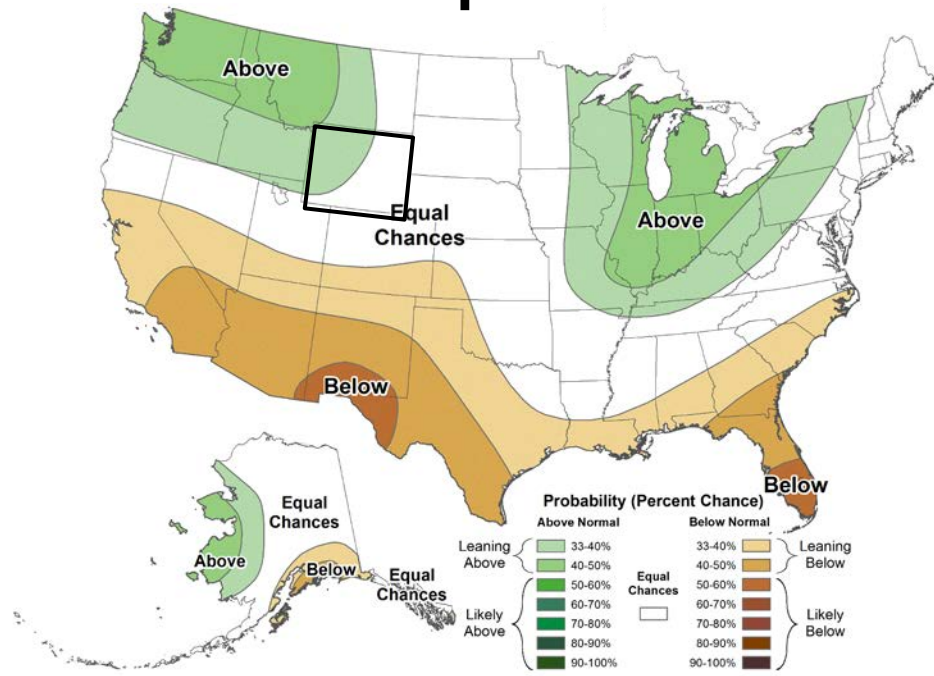 Above
Equal
Chances
Above
Below
Below
Equal
Chances
Above
Below
Equal
Chances
Probability (Percent Chance)
Above Normal
Below Normal
Leaning
Above
33-40%
40-50%
Likely
Above
50-60%
60-70%
70-80%
80-90%
90-100%
Equal
Chances
33-40%
40-50%
Leaning
Below
50-60%
60-70%
70-80%
80-90%
90-100%
Likely
Below